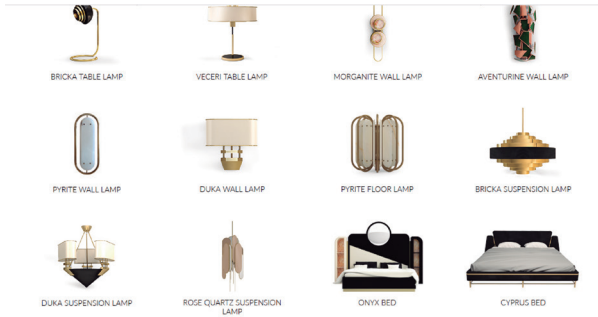 BRICKA TABLE LAMP
VECERI TABLE LAMP
MORGANITE WALL LAMP
AVENTURINE WALL LAMP
PYRITE WALL LAMP
DUKA WALL LAMP
PYRITE FLOOR LAMP
BRICKA SUSPENSION LAMP
DUKA SUSPENSION LAMP
ROSE QUARTZ SUSPENSION
LAMP
ONYX BED
CYPRUS BED